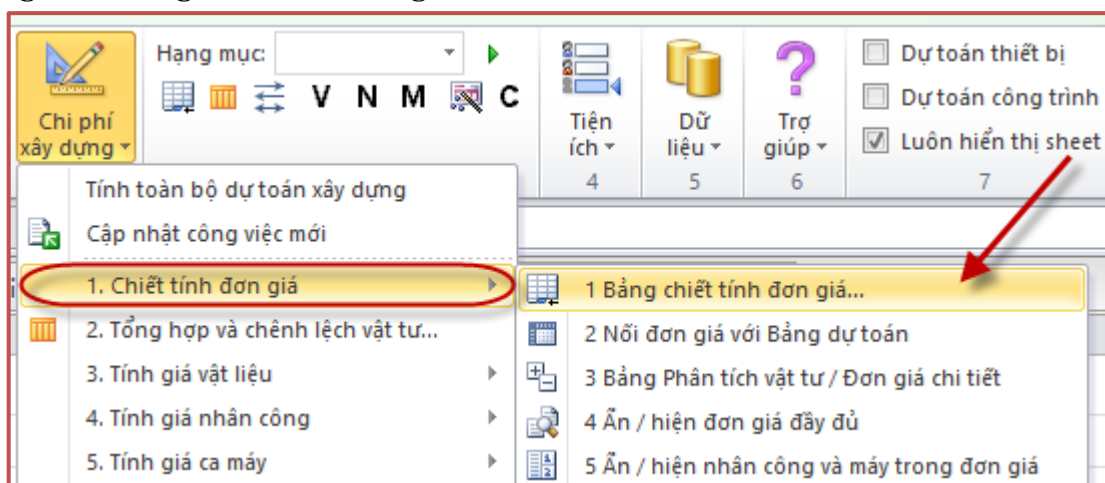 Hạng mục:
V N M C
Chi phí
xây dựng
Tiện
ích
Dữ
liệu
Trợ
giúp
Dự toán thiết bị
Dự toán công trình
Luôn hiển thị sheet
4
5
6
7
Tính toàn bộ dự toán xây dựng
Cập nhật công việc mới
1. Chiết tính đơn giá
2. Tổng hợp và chênh lệch vật tư...
3. Tính giá vật liệu
4. Tính giá nhân công
5. Tính giá ca máy
1 Bảng chiết tính đơn giá...
2 Nối đơn giá với Bảng dự toán
3 Bảng Phân tích vật tư / Đơn giá chi tiết
4 Ẩn / hiện đơn giá đầy đủ
5 Ẩn / hiện nhân công và máy trong đơn giá